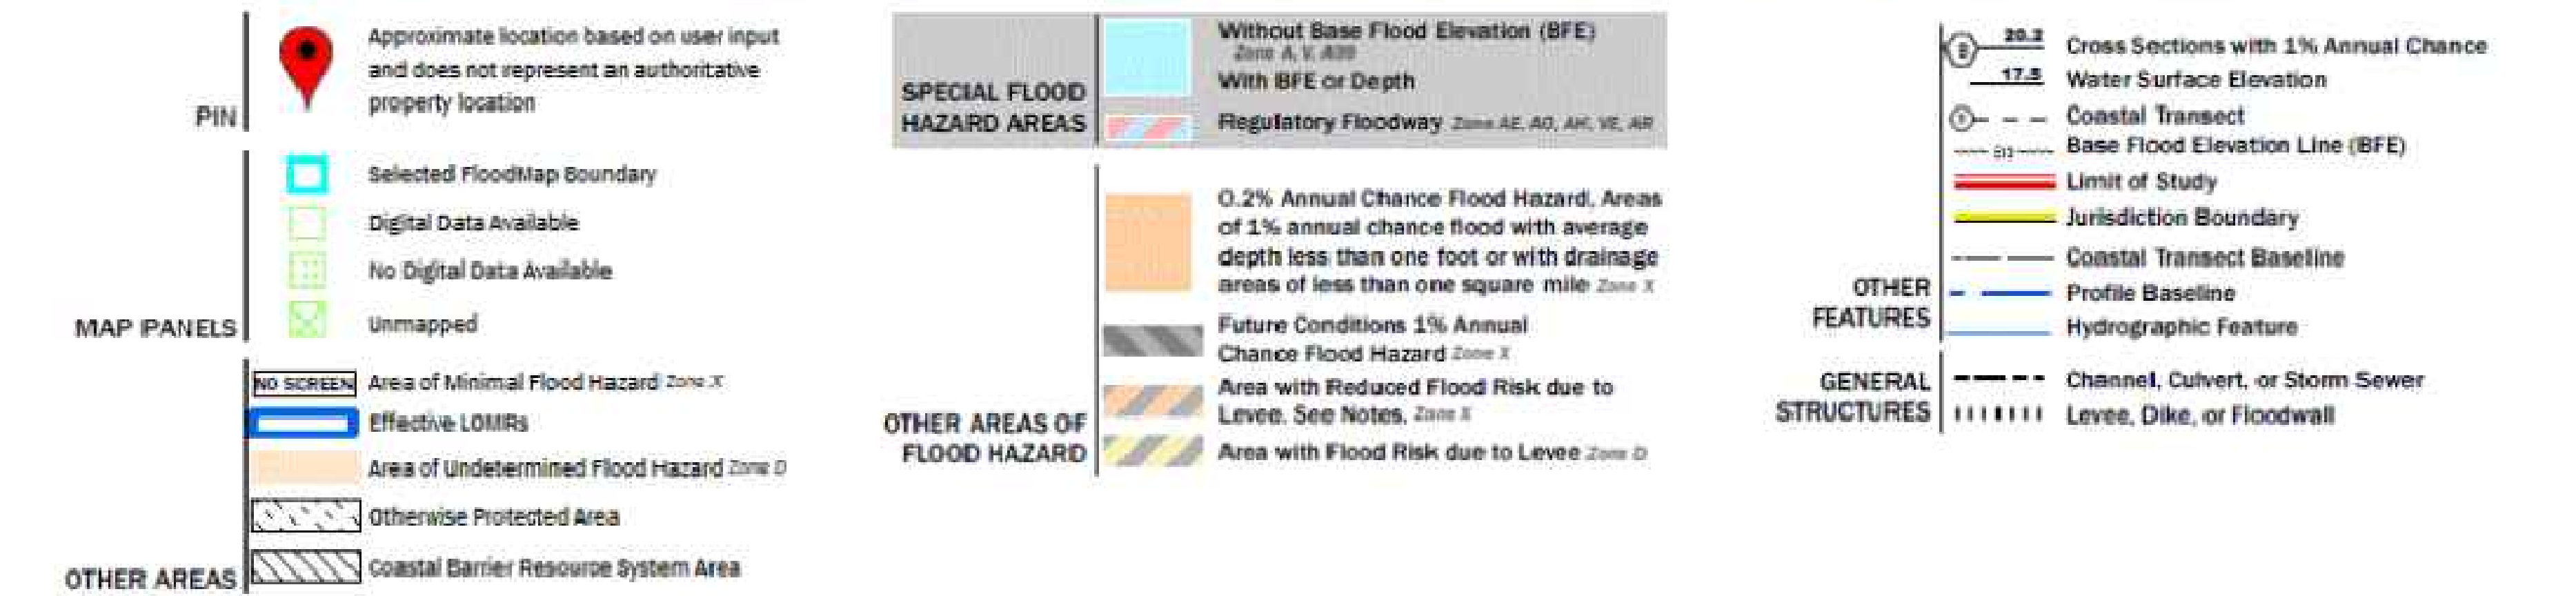 PIN
Approximate location based on user input
and does not represent an authoritative
property location
MAP PANELS
Selected FloodMap Boundary
Digital Data Available
No Digital Data Available
Unmapped
OTHER AREAS
NO SCREEN Area of Minimal Flood Hazard Zone X
Effective LOMRs
Area of Undetermined Flood Hazard Zone D
Otherwise Protected Area
Coastal Barrier Resource System Area
SPECIAL FLOOD
HAZARD AREAS
Without Base Flood Elevation (BFE)
Zone A, V, A99
With BFE or Depth
Regulatory Floodway Zone AE, AO, AH, VE, AR
OTHER AREAS OF
FLOOD HAZARD
0.2% Annual Chance Flood Hazard, Areas
of 1% annual chance flood with average
depth less than one foot or with drainage
areas of less than one square mile Zone X
Future Conditions 1% Annual
Chance Flood Hazard Zone X
Area with Reduced Flood Risk due to
Levee. See Notes. Zone X
Area with Flood Risk due to Levee Zone D
OTHER
FEATURES
20.2 Cross Sections with 1% Annual Chance
17.5 Water Surface Elevation
Coastal Transect
Base Flood Elevation Line (BFE)
Limit of Study
Jurisdiction Boundary
Coastal Transect Baseline
Profile Baseline
Hydrographic Feature
GENERAL
STRUCTURES
Channel, Culvert, or Storm Sewer
Levee, Dike, or Floodwall